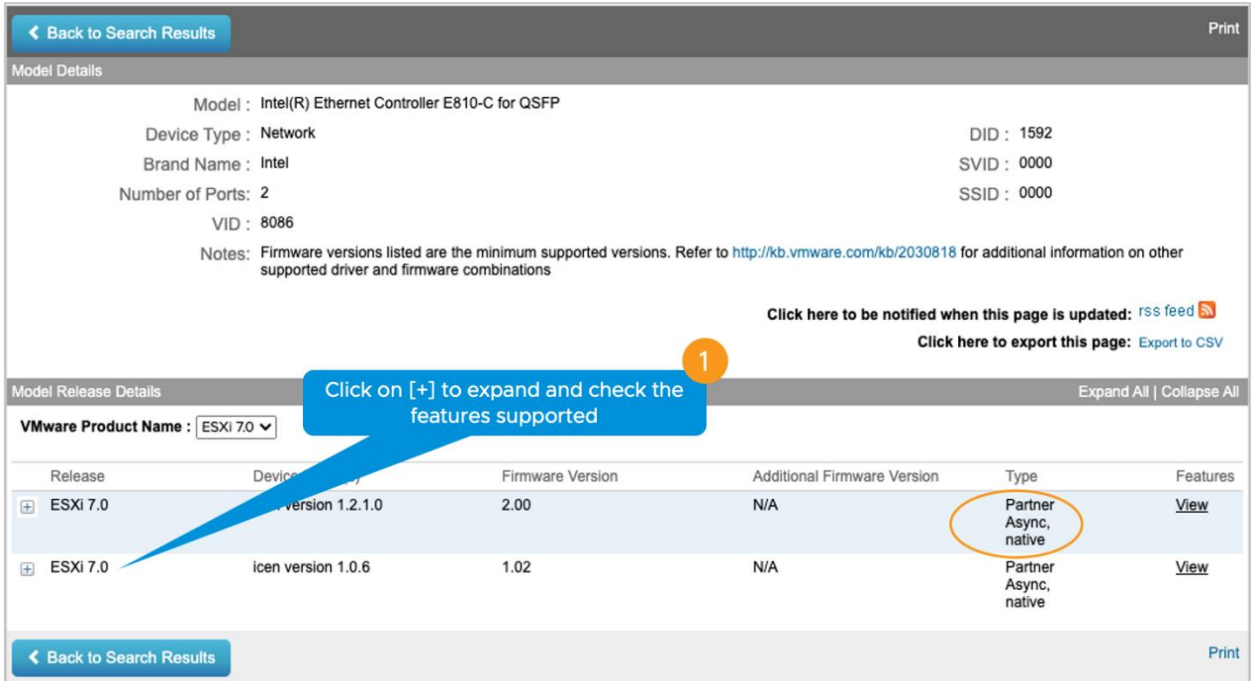 Back to Search Results
Print
Model Details
Model : Intel(R) Ethernet Controller E810-C for QSFP
Device Type : Network
DID : 1592
Brand Name : Intel
SVID : 0000
Number of Ports: 2
SSID : 0000
VID : 8086
Notes: Firmware versions listed are the minimum supported versions. Refer to http://kb.vmware.com/kb/2030818 for additional information on other
supported driver and firmware combinations
Click here to be notified when this page is updated: rss feed
Click here to export this page: Export to CSV
1
Click on [+] to expand and check the
features supported
Model Release Details
Expand All | Collapse All
VMware Product Name : ESXi 7.0
Release Device Firmware Version Additional Firmware Version Type Features
ESXi 7.0 version 1.2.1.0 2.00 N/A Partner View
Async,
native
ESXi 7.0 icen version 1.0.6 1.02 N/A Partner View
Async,
native
Back to Search Results
Print